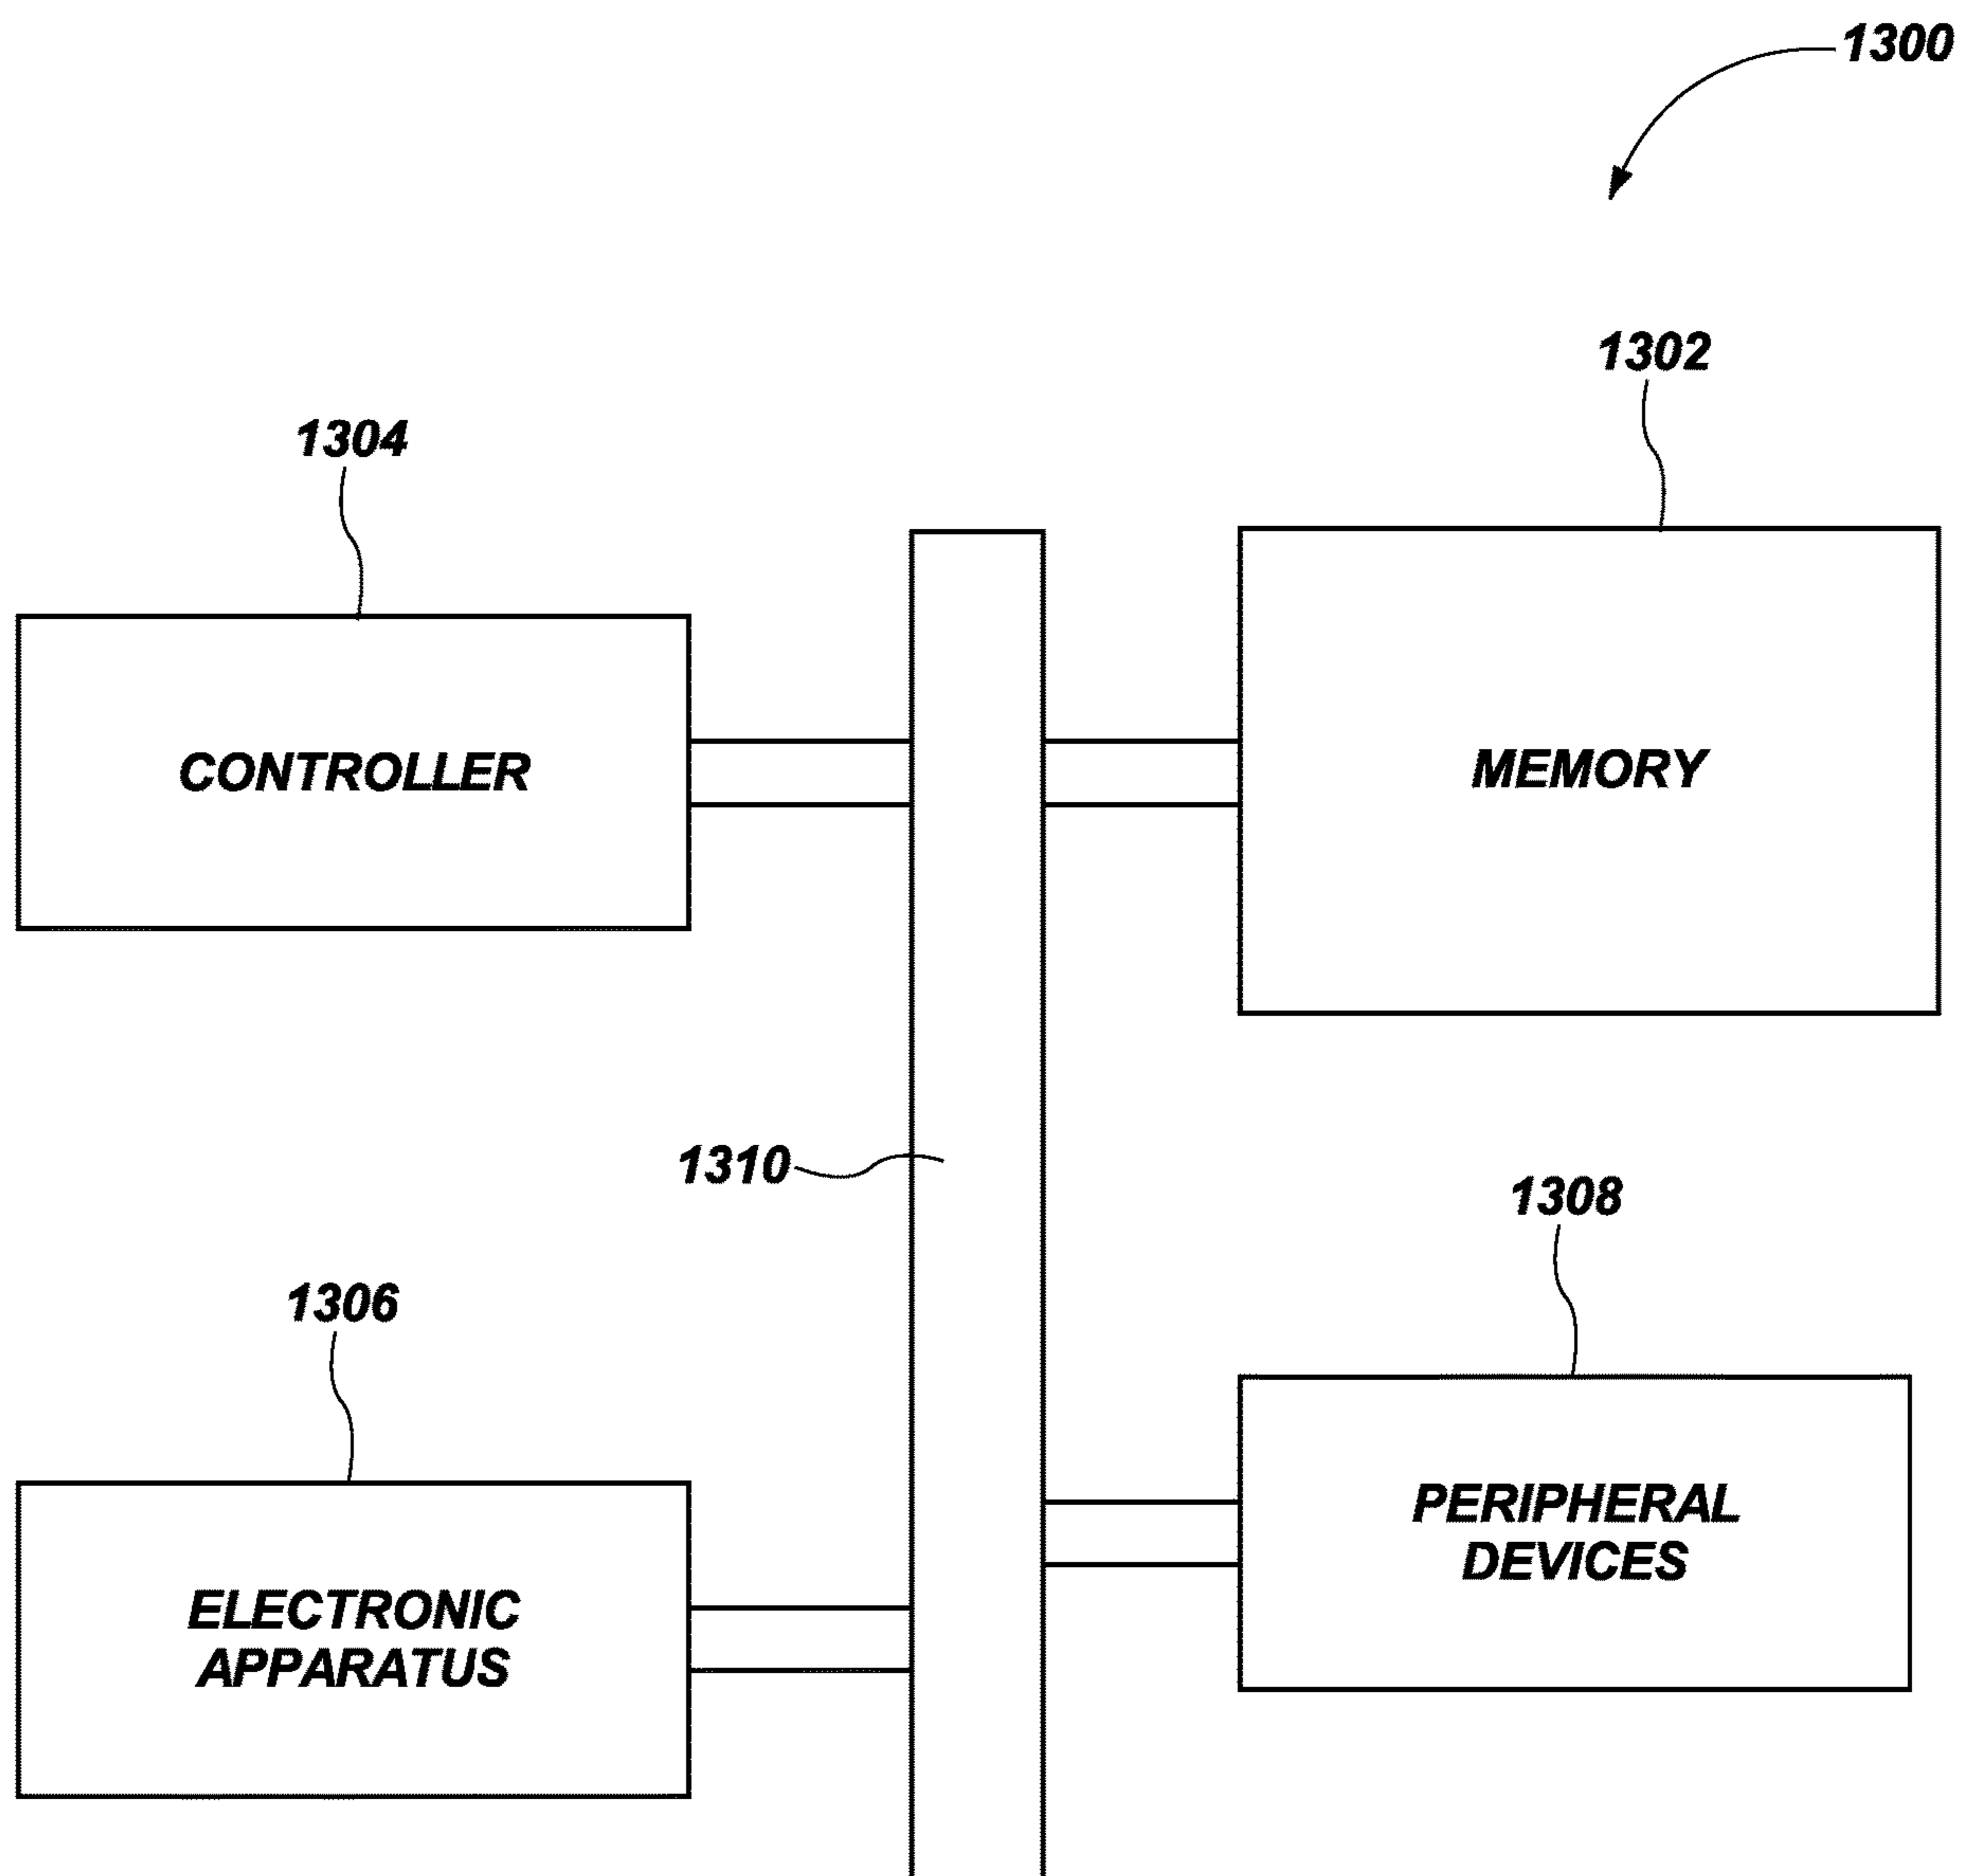 1300
1302
1304
CONTROLLER
MEMORY
1310
1308
1306
PERIPHERAL
DEVICES
ELECTRONIC
APPARATUS